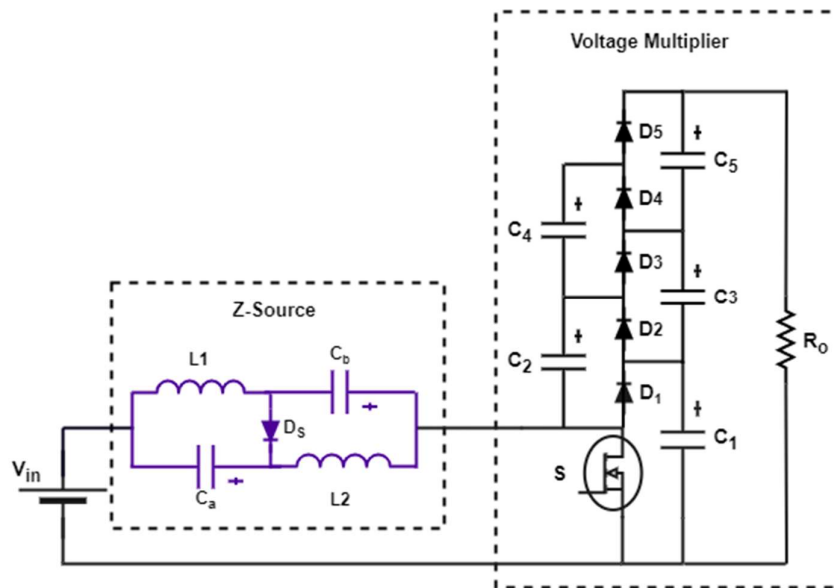 Voltage Multiplier
D5
C5
D4
C4
D3
C3
Z-Source
D2
C2
Ro
L1
Cb
D1
Ds
C1
Vin
S
Ca
L2